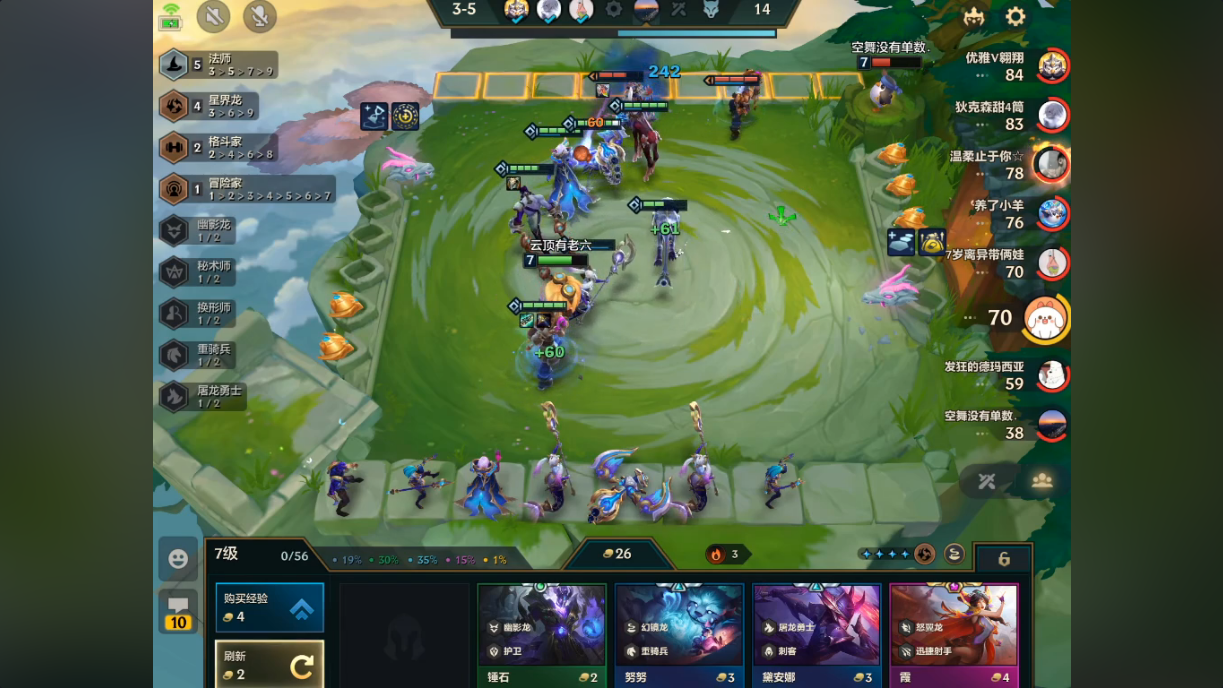 3-5
14
空舞没有单数.
7
242
60
+61
云顶有老六
7
+60
5 法师
3 > 5 > 7 > 9
4 星界龙
3 > 6 > 9
2 格斗家
2 > 4 > 6 > 8
1 冒险家
1 > 2 > 3 > 4 > 5 > 6 > 7
幽影龙
1 / 2
秘术师
1 / 2
换形师
1 / 2
重骑兵
1 / 2
屠龙勇士
1 / 2
优雅V翱翔
84
狄克森甜4筒
83
温柔止于你☆
78
养了小羊
76
7岁离异带俩娃
70
70
发狂的德玛西亚
59
空舞没有单数.
38
7级
0/56
19% 30% 35% 15% 1%
26
3
10
购买经验
4
刷新
2
幽影龙
护卫
锤石 2
幻镜龙
重骑兵
努努 3
屠龙勇士
刺客
黛安娜 3
怒翼龙
迅捷射手
霞 4